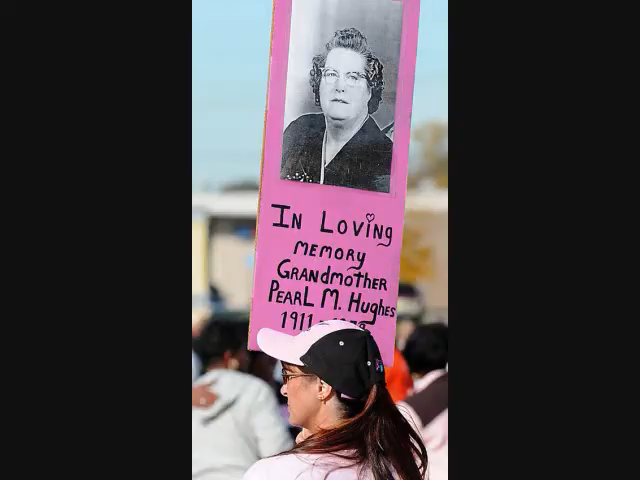 In Loving
memory
Grandmother
Pearl M. Hughes
1911